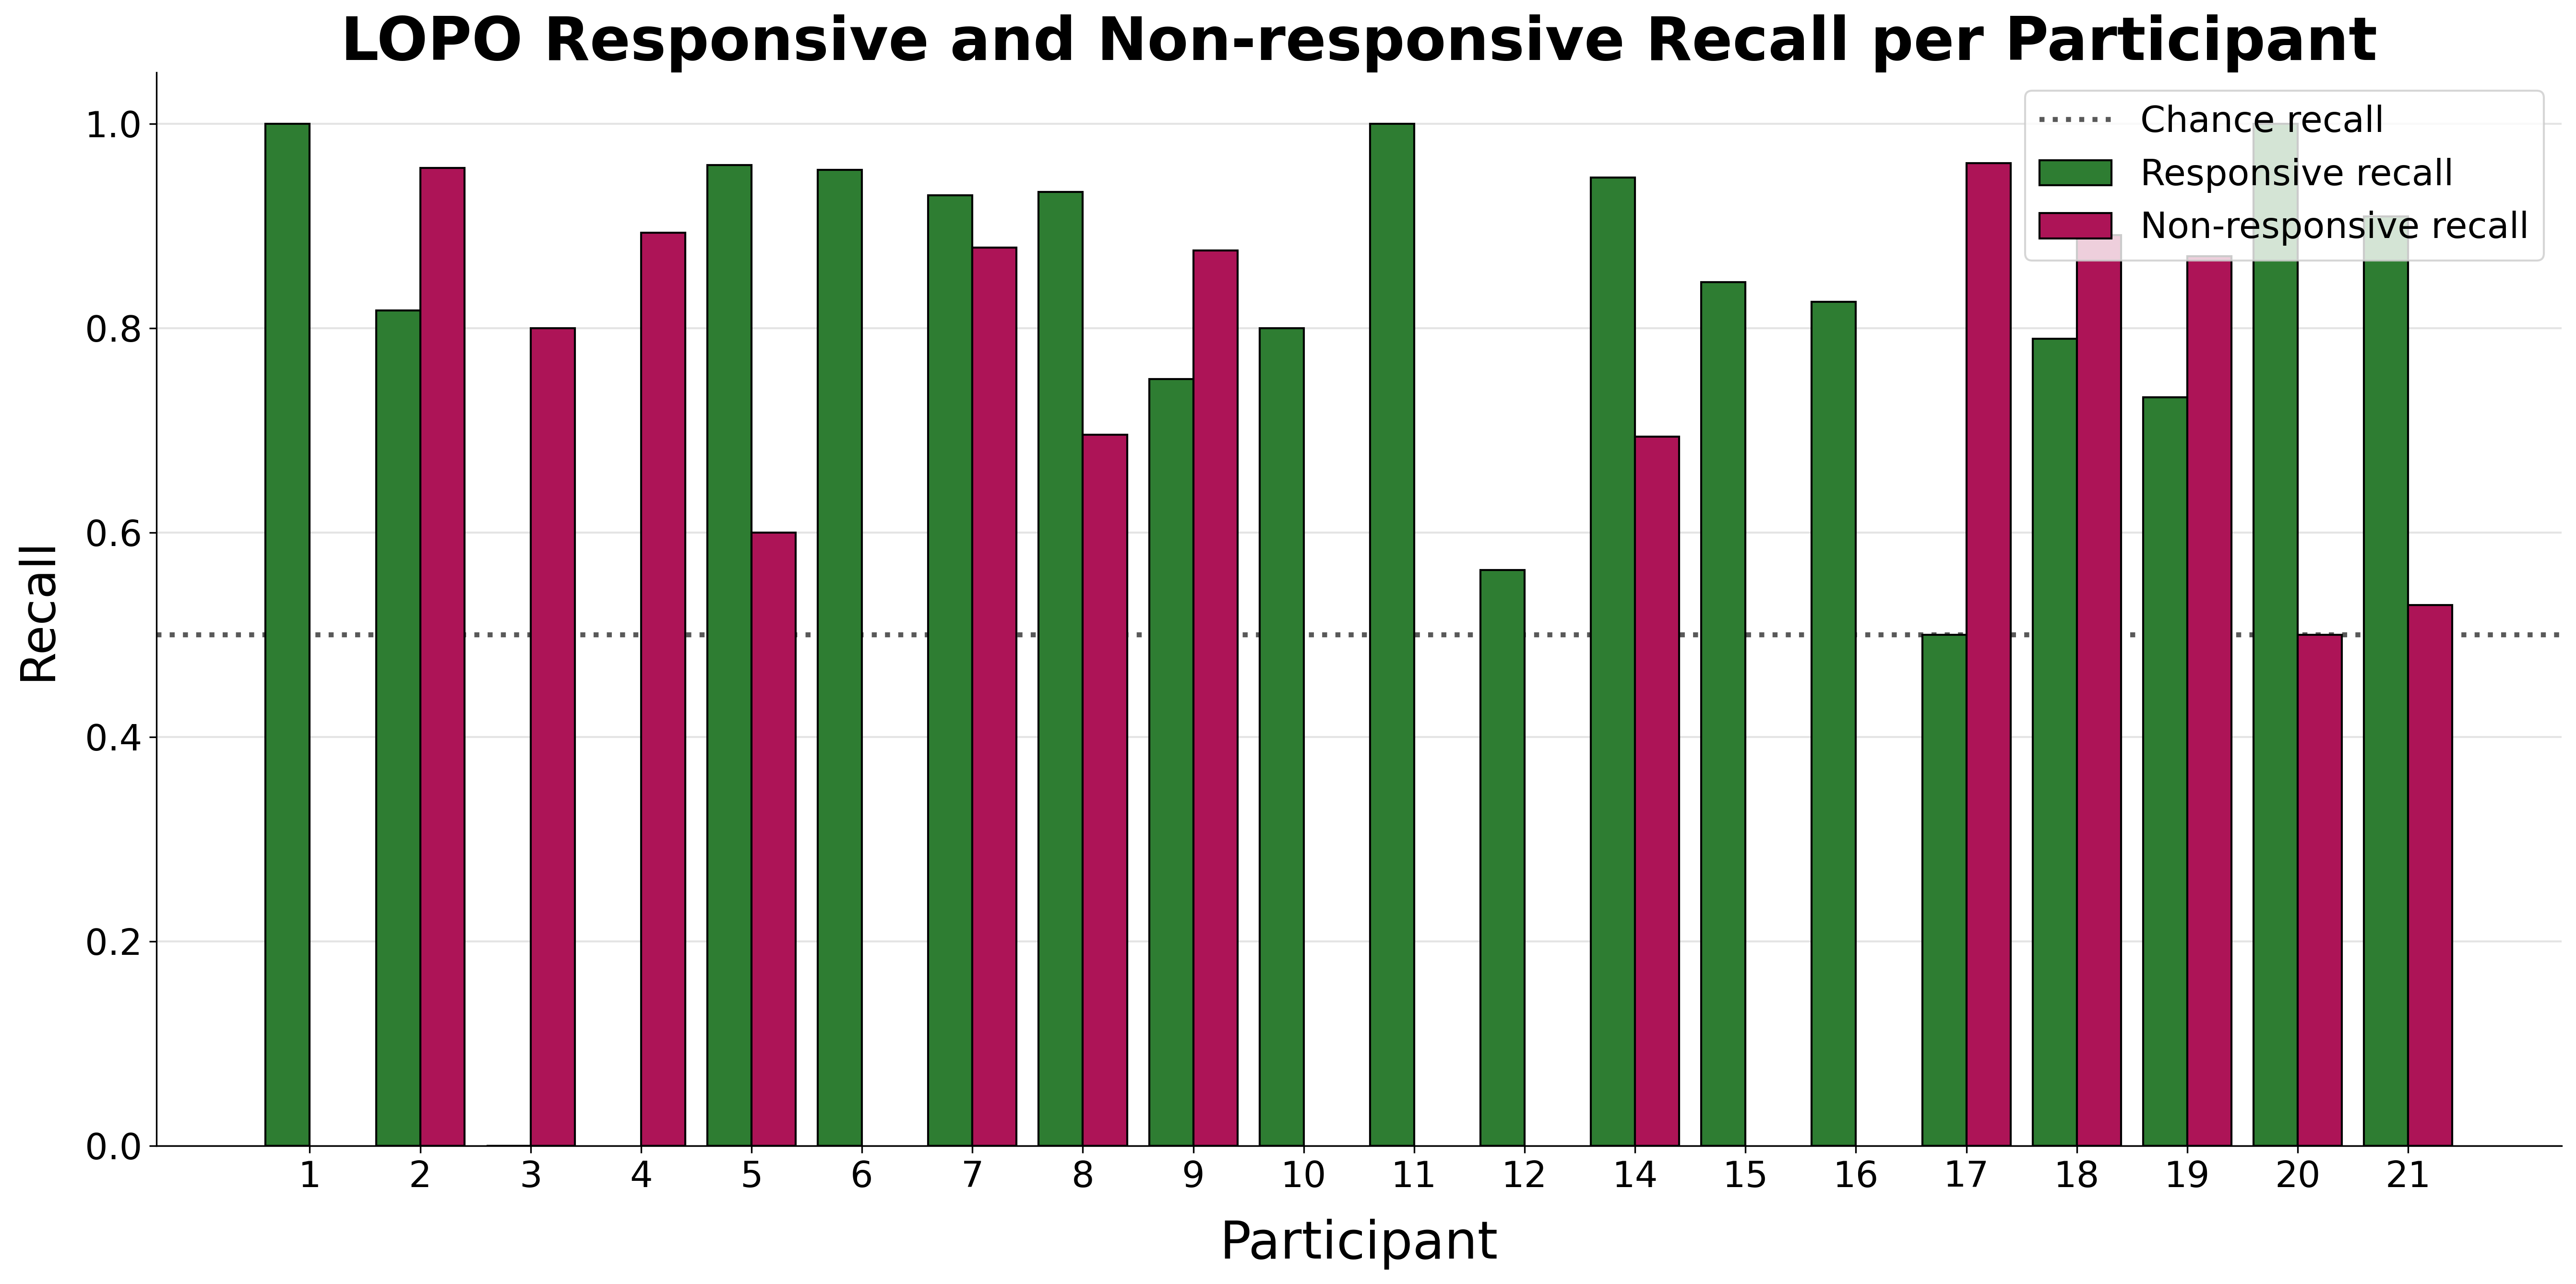 LOPO Responsive and Non-responsive Recall per Participant
Chance recall
Responsive recall
Non-responsive recall
Recall
1.0
0.8
0.6
0.4
0.2
0.0
1 2 3 4 5 6 7 8 9 10 11 12 14 15 16 17 18 19 20 21
Participant